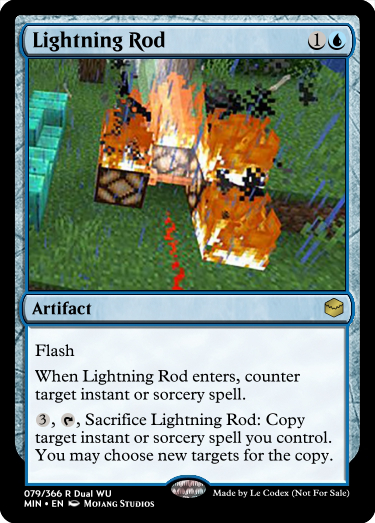 Lightning Rod 1
Artifact
Flash
When Lightning Rod enters, counter
target instant or sorcery spell.
3, , Sacrifice Lightning Rod: Copy
target instant or sorcery spell you control.
You may choose new targets for the copy.
079/366 R Dual WU
MIN • EN Mojang Studios
Made by Le Codex (Not For Sale)